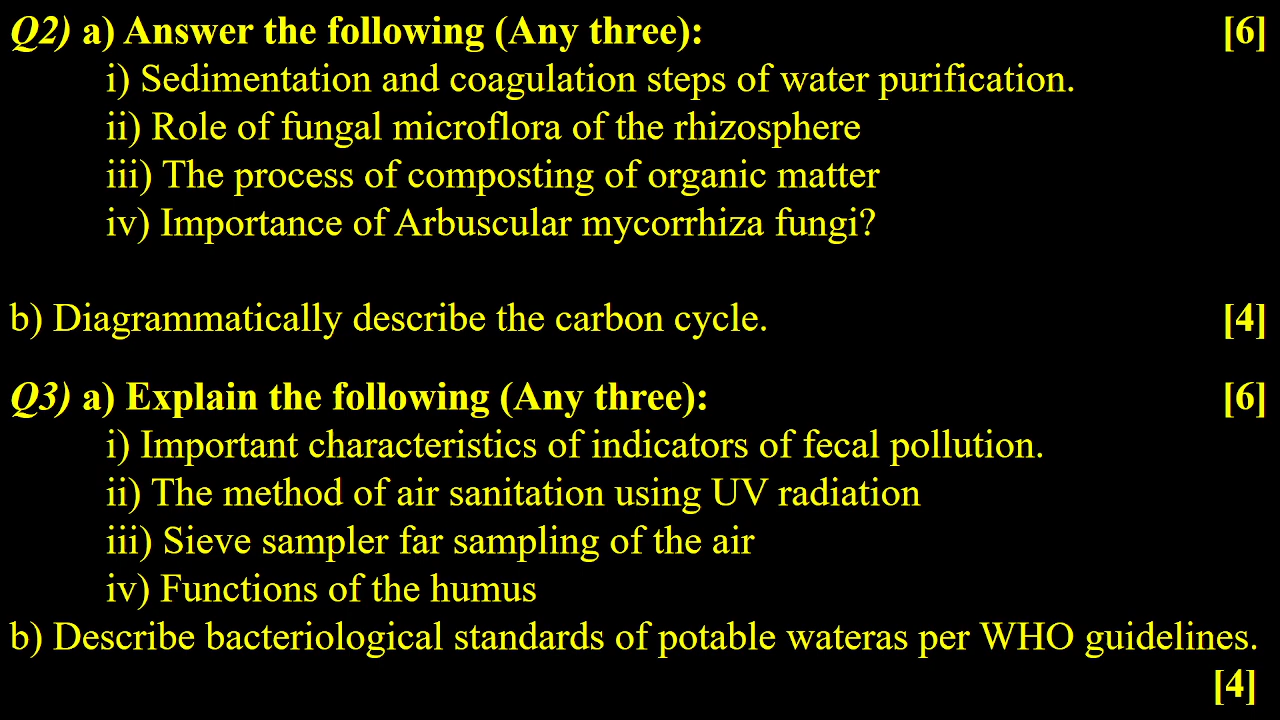 Q2) a) Answer the following (Any three): [6]
i) Sedimentation and coagulation steps of water purification.
ii) Role of fungal microflora of the rhizosphere
iii) The process of composting of organic matter
iv) Importance of Arbuscular mycorrhiza fungi?
b) Diagrammatically describe the carbon cycle. [4]
Q3) a) Explain the following (Any three): [6]
i) Important characteristics of indicators of fecal pollution.
ii) The method of air sanitation using UV radiation
iii) Sieve sampler far sampling of the air
iv) Functions of the humus
b) Describe bacteriological standards of potable wateras per WHO guidelines.
[4]